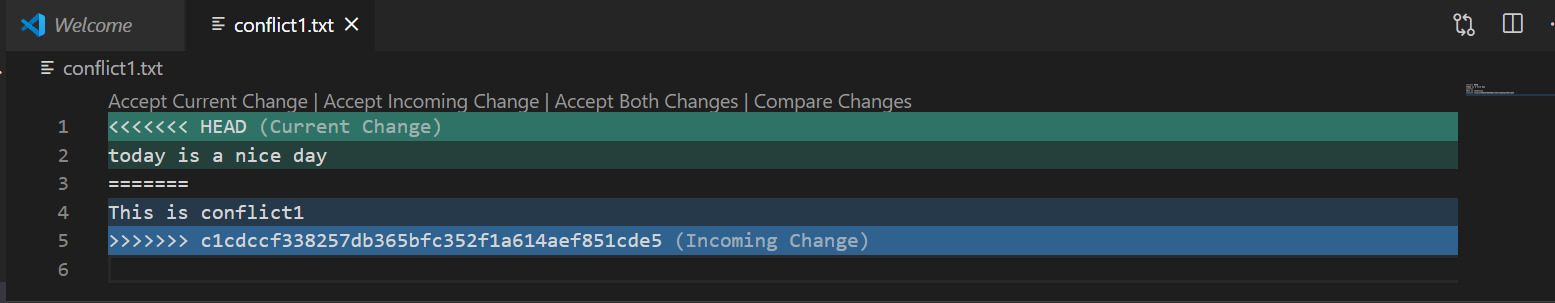 Welcome conflict1.txt
conflict1.txt
Accept Current Change | Accept Incoming Change | Accept Both Changes | Compare Changes
1 <<<<<<< HEAD (Current Change)
2 today is a nice day
3 =======
4 This is conflict1
5 >>>>>>> c1cdccf338257db365bfc352f1a614aef851cde5 (Incoming Change)
6